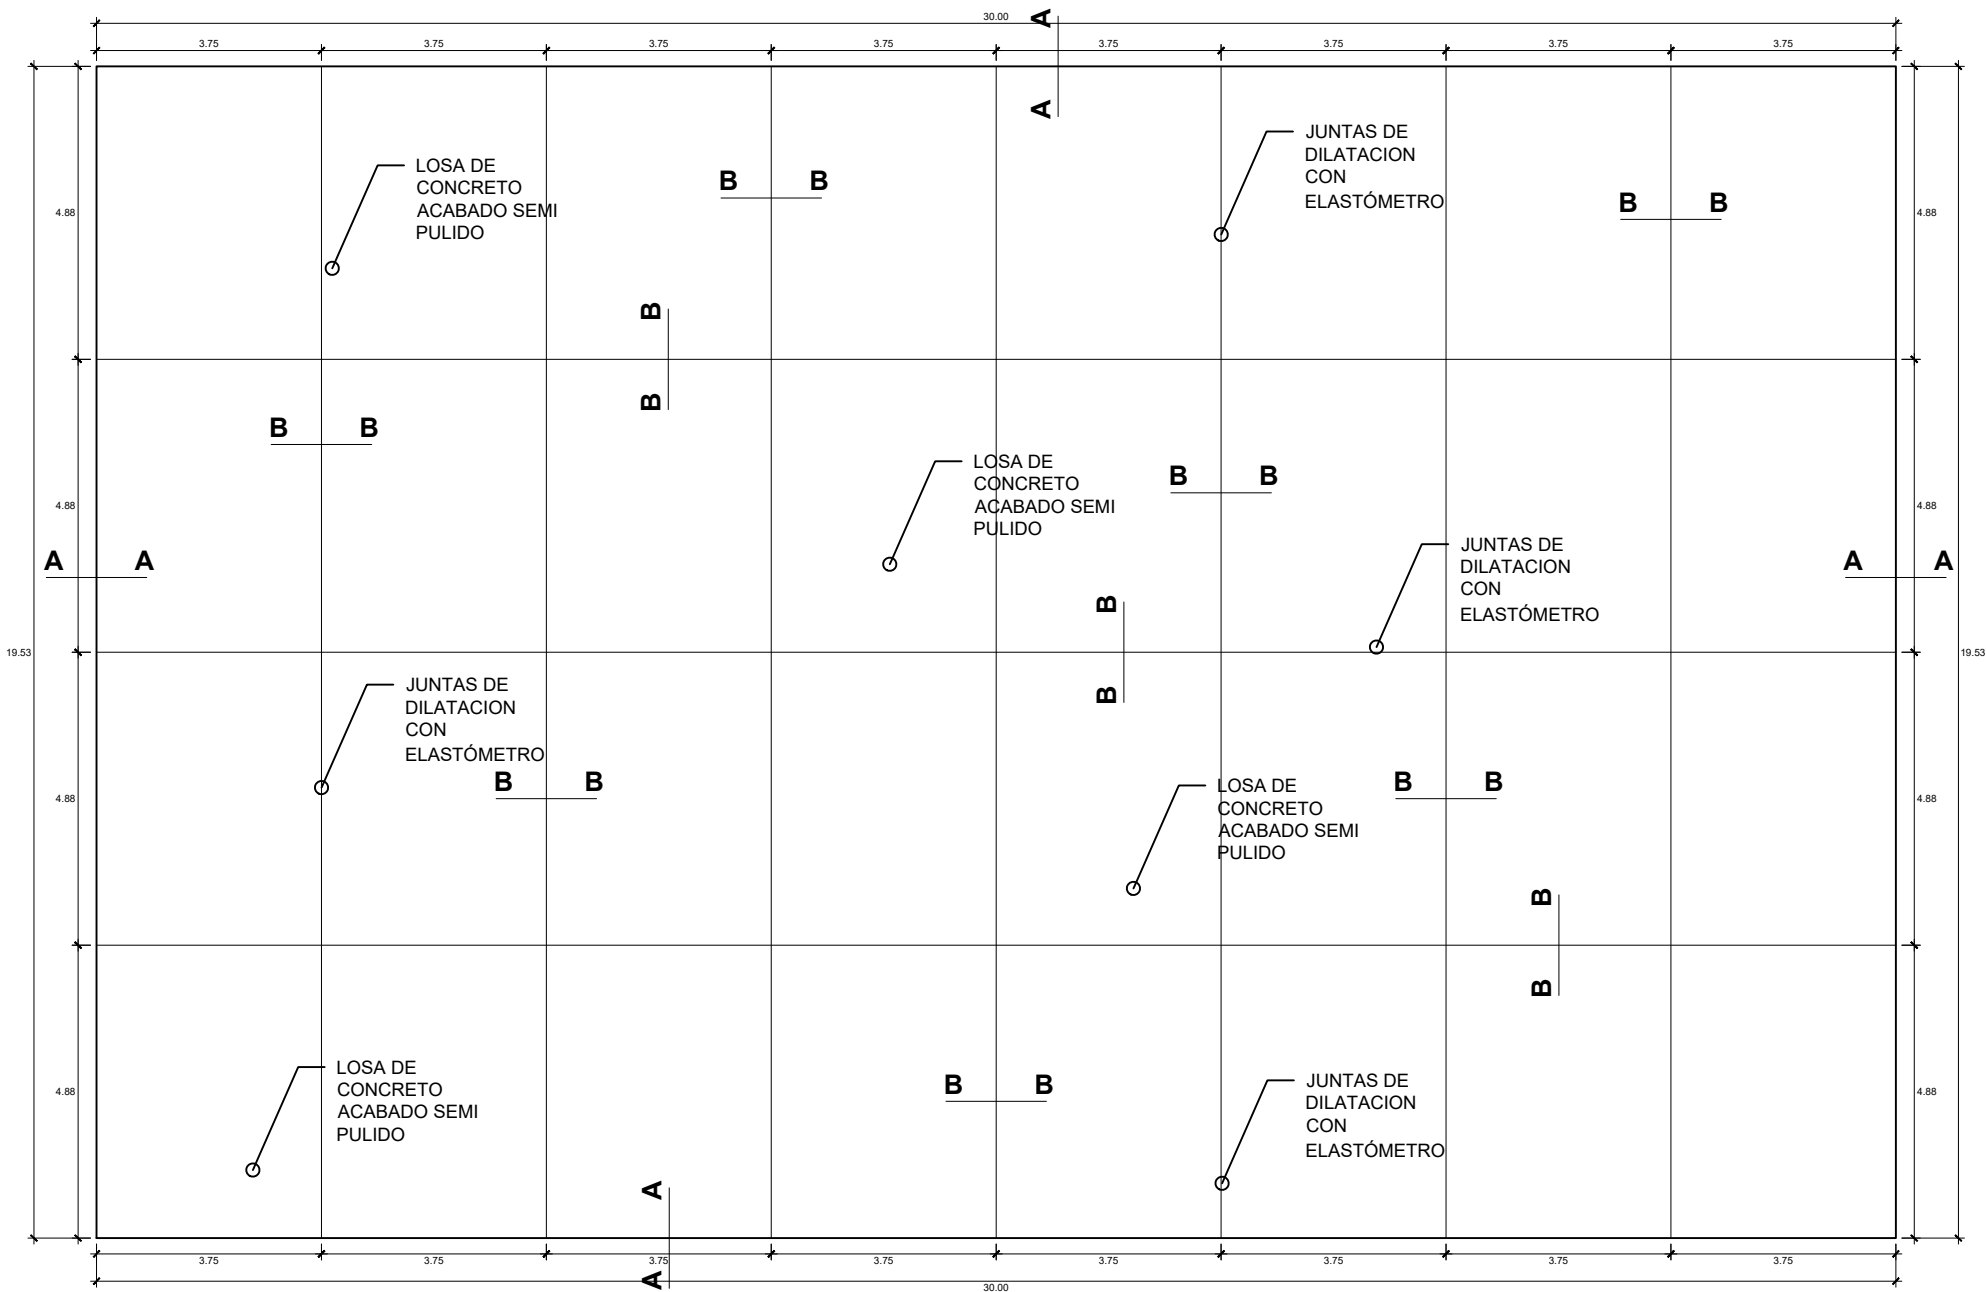 30.00
A
3.75 3.75 3.75 3.75 3.75 3.75 3.75 3.75
A
JUNTAS DE
DILATACION
CON
ELASTÓMETRO
LOSA DE
CONCRETO
ACABADO SEMI
PULIDO
B B
B B
4.88
4.88
B
B
B B
LOSA DE
CONCRETO
ACABADO SEMI
PULIDO
B B
4.88
4.88
A A
A A
JUNTAS DE
DILATACION
CON
ELASTÓMETRO
B
B
19.53
19.53
JUNTAS DE
DILATACION
CON
ELASTÓMETRO
B B
LOSA DE
CONCRETO
ACABADO SEMI
PULIDO
B B
4.88
4.88
B
B
LOSA DE
CONCRETO
ACABADO SEMI
PULIDO
B B
JUNTAS DE
DILATACION
CON
ELASTÓMETRO
4.88
4.88
A
3.75 3.75 3.75 3.75 3.75 3.75 3.75 3.75
A
30.00